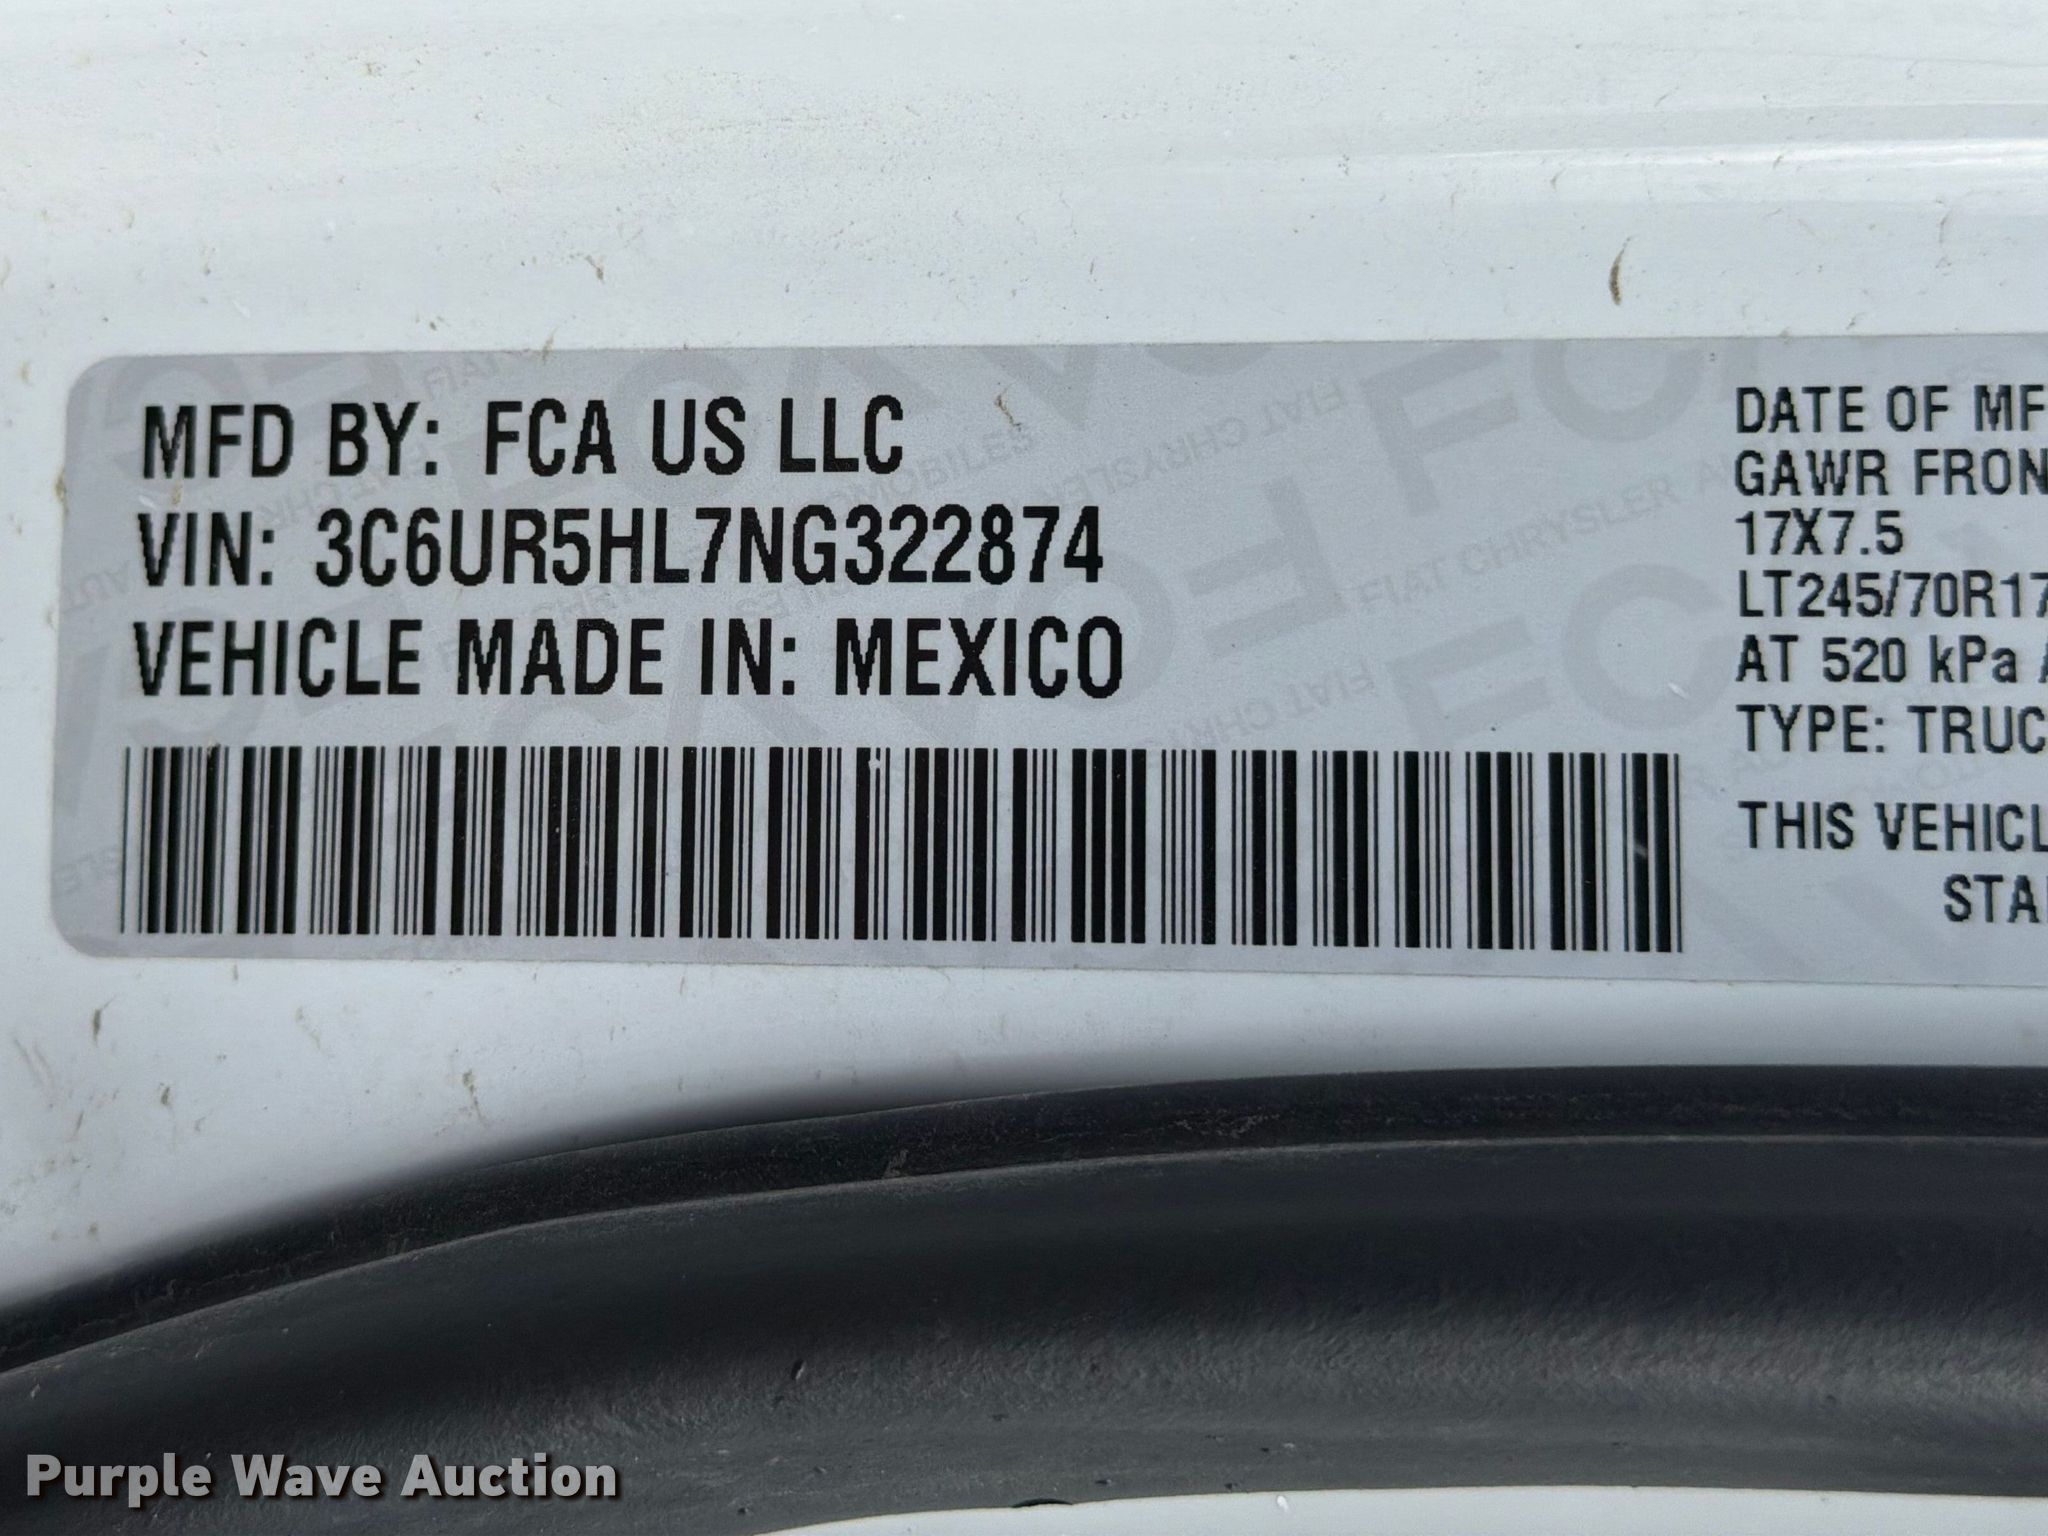 MFD BY: FCA US LLC
VIN: 3C6UR5HL7NG322874
VEHICLE MADE IN: MEXICO
DATE OF MF
GAWR FRON
17X7.5
LT245/70R17
AT 520 kPa
TYPE: TRUC
THIS VEHICL
STA
Purple Wave Auction